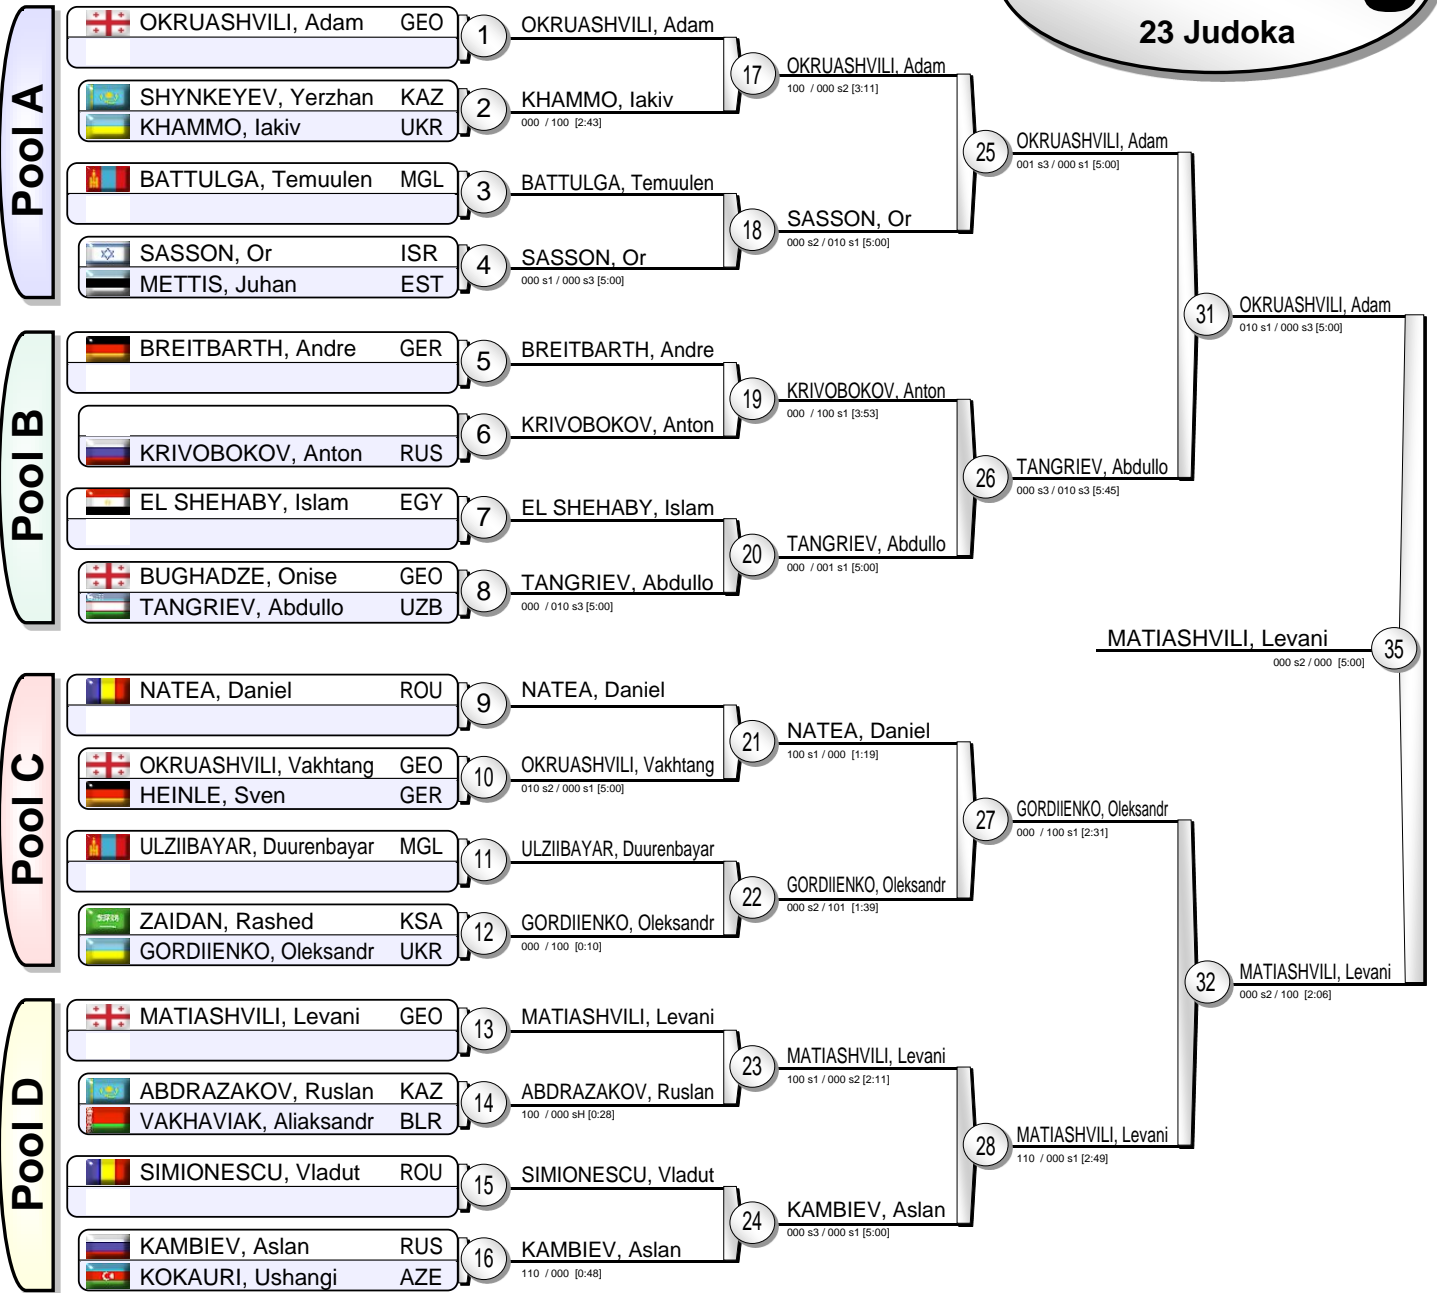 23 Judoka
Pool A
OKRUASHVILI, Adam GEO
1
OKRUASHVILI, Adam
SHYNKEYEV, Yerzhan KAZ
KHAMMO, Iakiv UKR
2
KHAMMO, Iakiv
000 / 100 [2:43]
17
OKRUASHVILI, Adam
100 / 000 s2 [3:11]
BATTULGA, Temuulen MGL
3
BATTULGA, Temuulen
SASSON, Or ISR
METTIS, Juhan EST
4
SASSON, Or
000 s1 / 000 s3 [5:00]
18
SASSON, Or
000 s2 / 010 s1 [5:00]
25
OKRUASHVILI, Adam
001 s3 / 000 s1 [5:00]
Pool B
BREITBARTH, Andre GER
5
BREITBARTH, Andre
KRIVOBOKOV, Anton RUS
6
KRIVOBOKOV, Anton
19
KRIVOBOKOV, Anton
000 / 100 s1 [3:53]
EL SHEHABY, Islam EGY
7
EL SHEHABY, Islam
BUGHADZE, Onise GEO
TANGRIEV, Abdullo UZB
8
TANGRIEV, Abdullo
000 / 010 s3 [5:00]
20
TANGRIEV, Abdullo
000 / 001 s1 [5:00]
26
TANGRIEV, Abdullo
000 s3 / 010 s3 [5:45]
31
OKRUASHVILI, Adam
010 s1 / 000 s3 [5:00]
MATIASHVILI, Levani
000 s2 / 000 [5:00]
35
Pool C
NATEA, Daniel ROU
9
NATEA, Daniel
OKRUASHVILI, Vakhtang GEO
HEINLE, Sven GER
10
OKRUASHVILI, Vakhtang
010 s2 / 000 s1 [5:00]
21
NATEA, Daniel
100 s1 / 000 [1:19]
ULZIIBAYAR, Duurenbayar MGL
11
ULZIIBAYAR, Duurenbayar
ZAIDAN, Rashed KSA
GORDIIENKO, Oleksandr UKR
12
GORDIIENKO, Oleksandr
000 / 100 [0:10]
22
GORDIIENKO, Oleksandr
000 s2 / 101 [1:39]
27
GORDIIENKO, Oleksandr
000 / 100 s1 [2:31]
Pool D
MATIASHVILI, Levani GEO
13
MATIASHVILI, Levani
ABDRAZAKOV, Ruslan KAZ
VAKHAVIAK, Aliaksandr BLR
14
ABDRAZAKOV, Ruslan
100 / 000 sH [0:28]
23
MATIASHVILI, Levani
100 s1 / 000 s2 [2:11]
SIMIONESCU, Vladut ROU
15
SIMIONESCU, Vladut
KAMBIEV, Aslan RUS
KOKAURI, Ushangi AZE
16
KAMBIEV, Aslan
110 / 000 [0:48]
24
KAMBIEV, Aslan
000 s3 / 000 s1 [5:00]
28
MATIASHVILI, Levani
110 / 000 s1 [2:49]
32
MATIASHVILI, Levani
000 s2 / 100 [2:06]